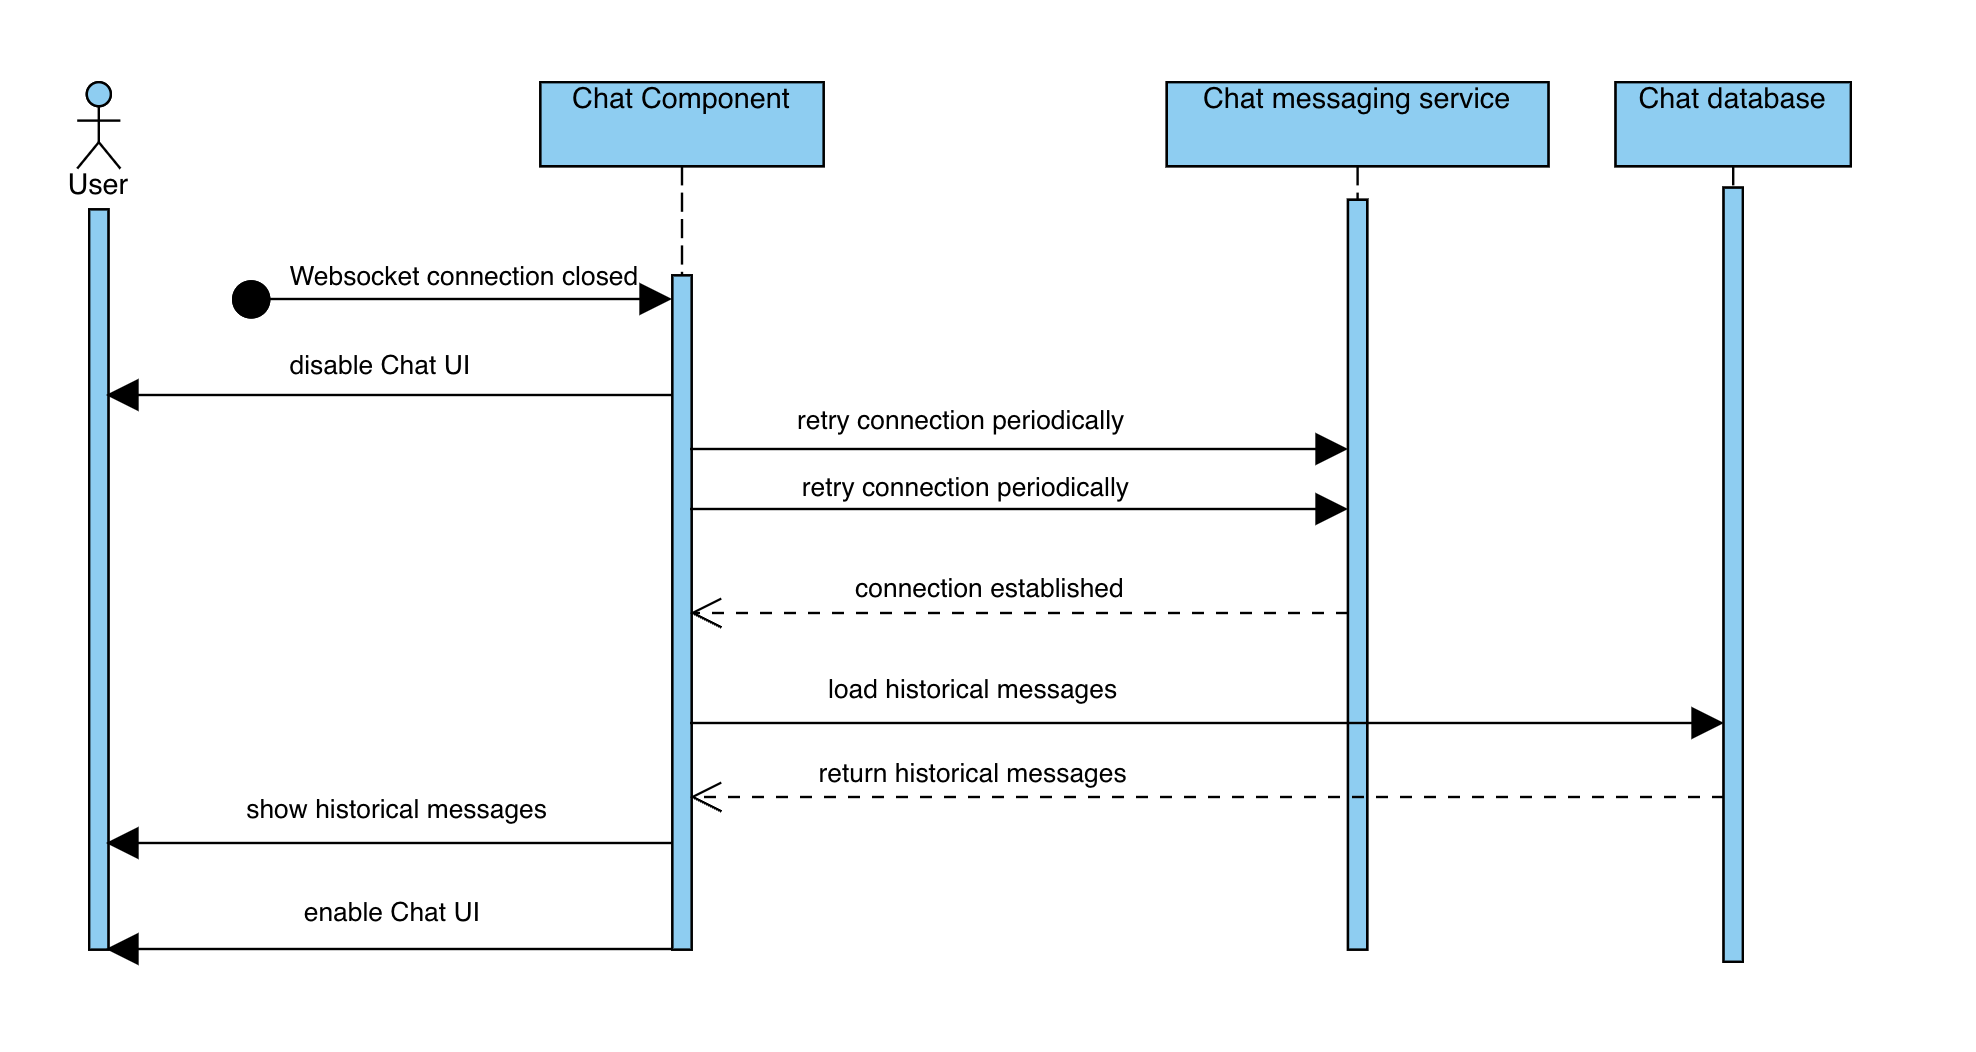 Chat Component
Chat messaging service
Chat database
User
Websocket connection closed
disable Chat UI
retry connection periodically
retry connection periodically
connection established
load historical messages
return historical messages
show historical messages
enable Chat UI